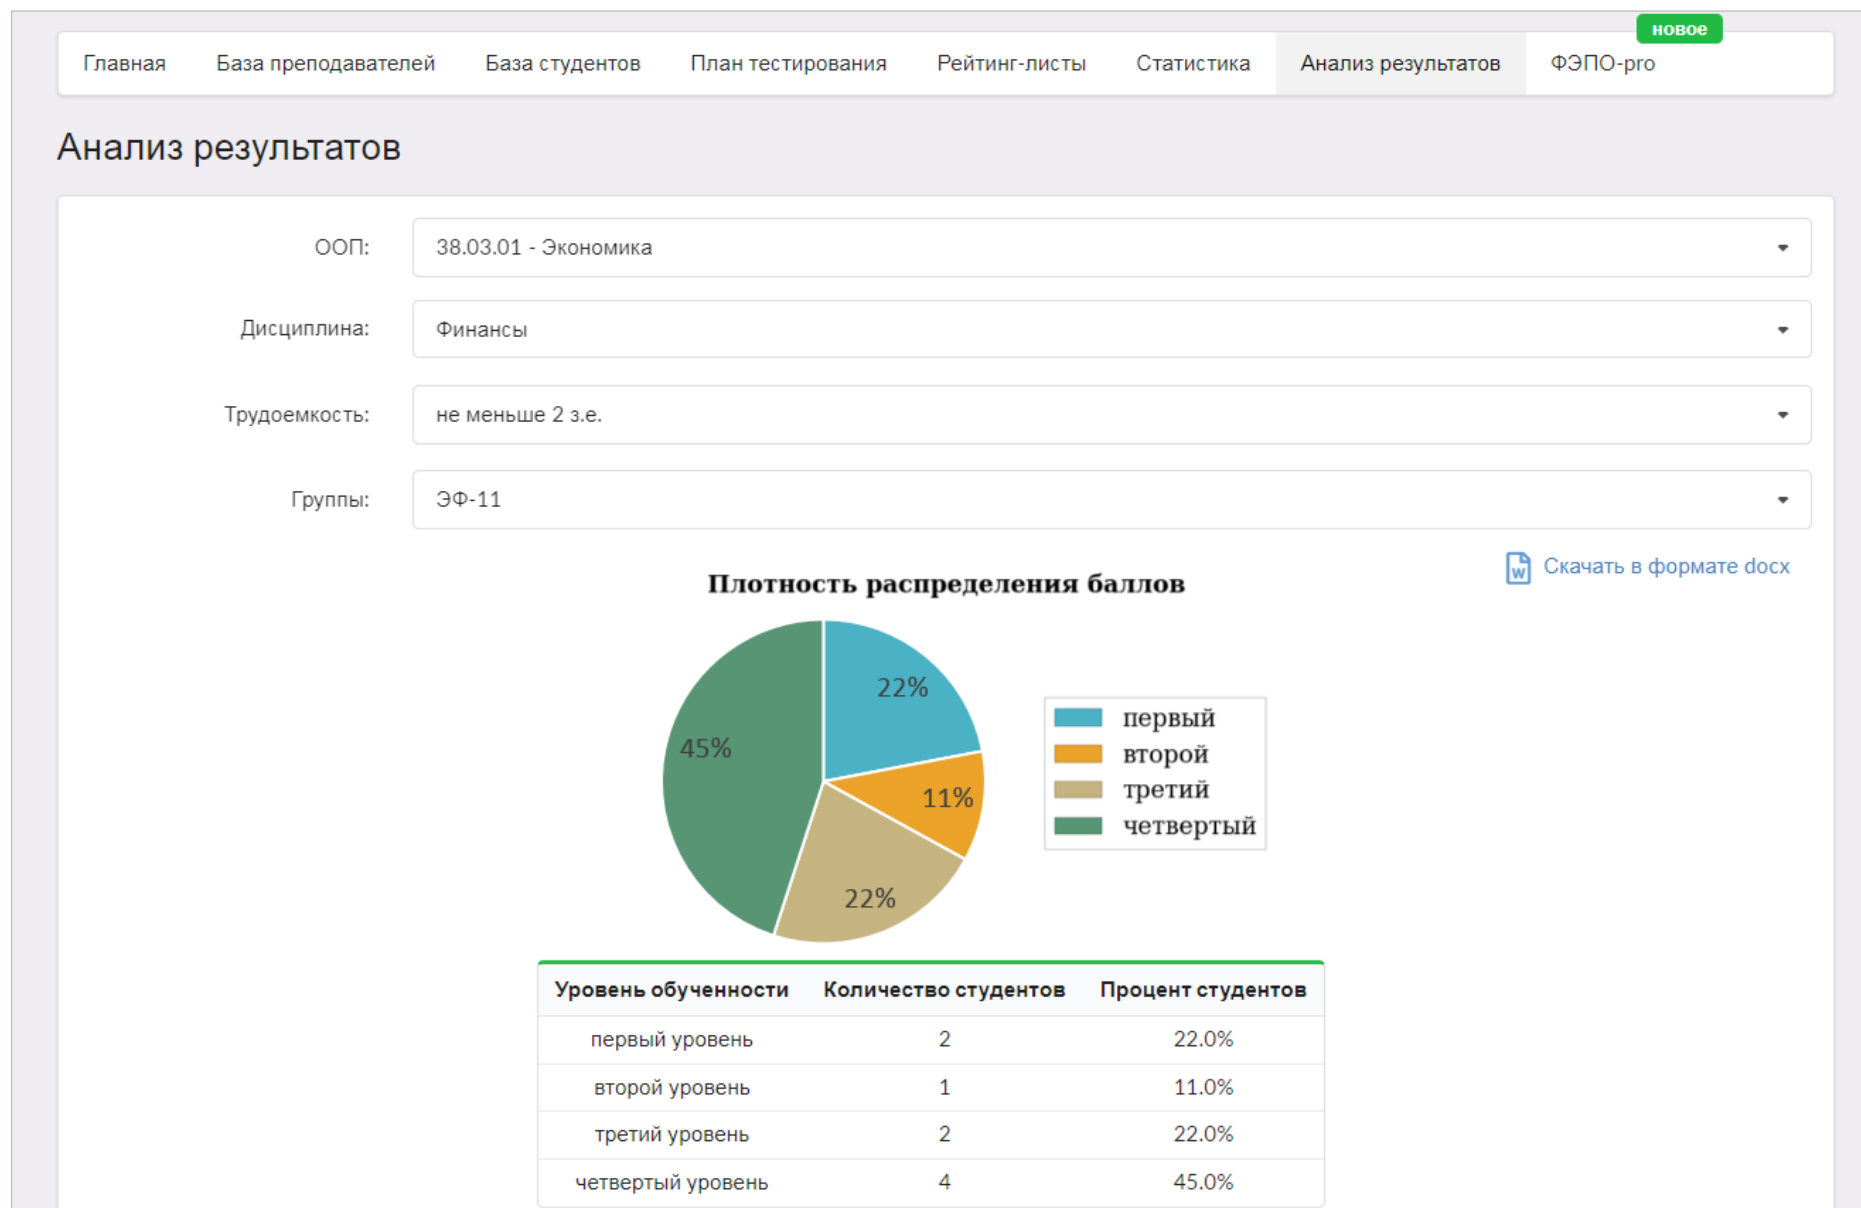 новое
Главная База преподавателей База студентов План тестирования Рейтинг-листы Статистика Анализ результатов ФЭПО-pro
Анализ результатов
ООП: 38.03.01 - Экономика
Дисциплина: Финансы
Трудоемкость: не меньше 2 з.е.
Группы: ЭФ-11
Скачать в формате docx
Плотность распределения баллов
22%
45%
11%
22%
первый
второй
третий
четвертый
Уровень обученности Количество студентов Процент студентов
первый уровень 2 22.0%
второй уровень 1 11.0%
третий уровень 2 22.0%
четвертый уровень 4 45.0%